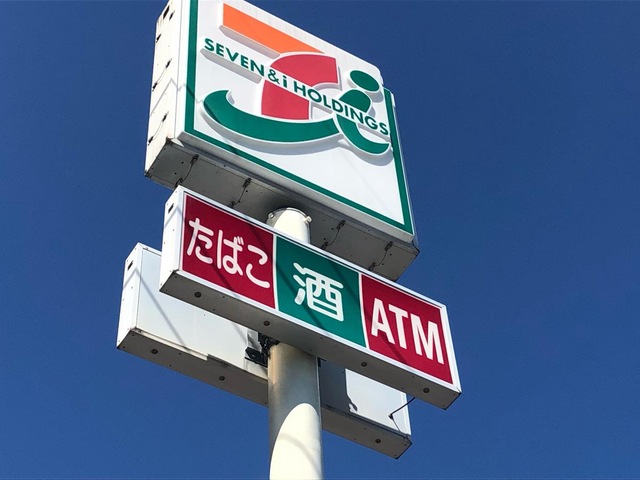 SEVEN & i HOLDINGS
たばこ 酒 ATM